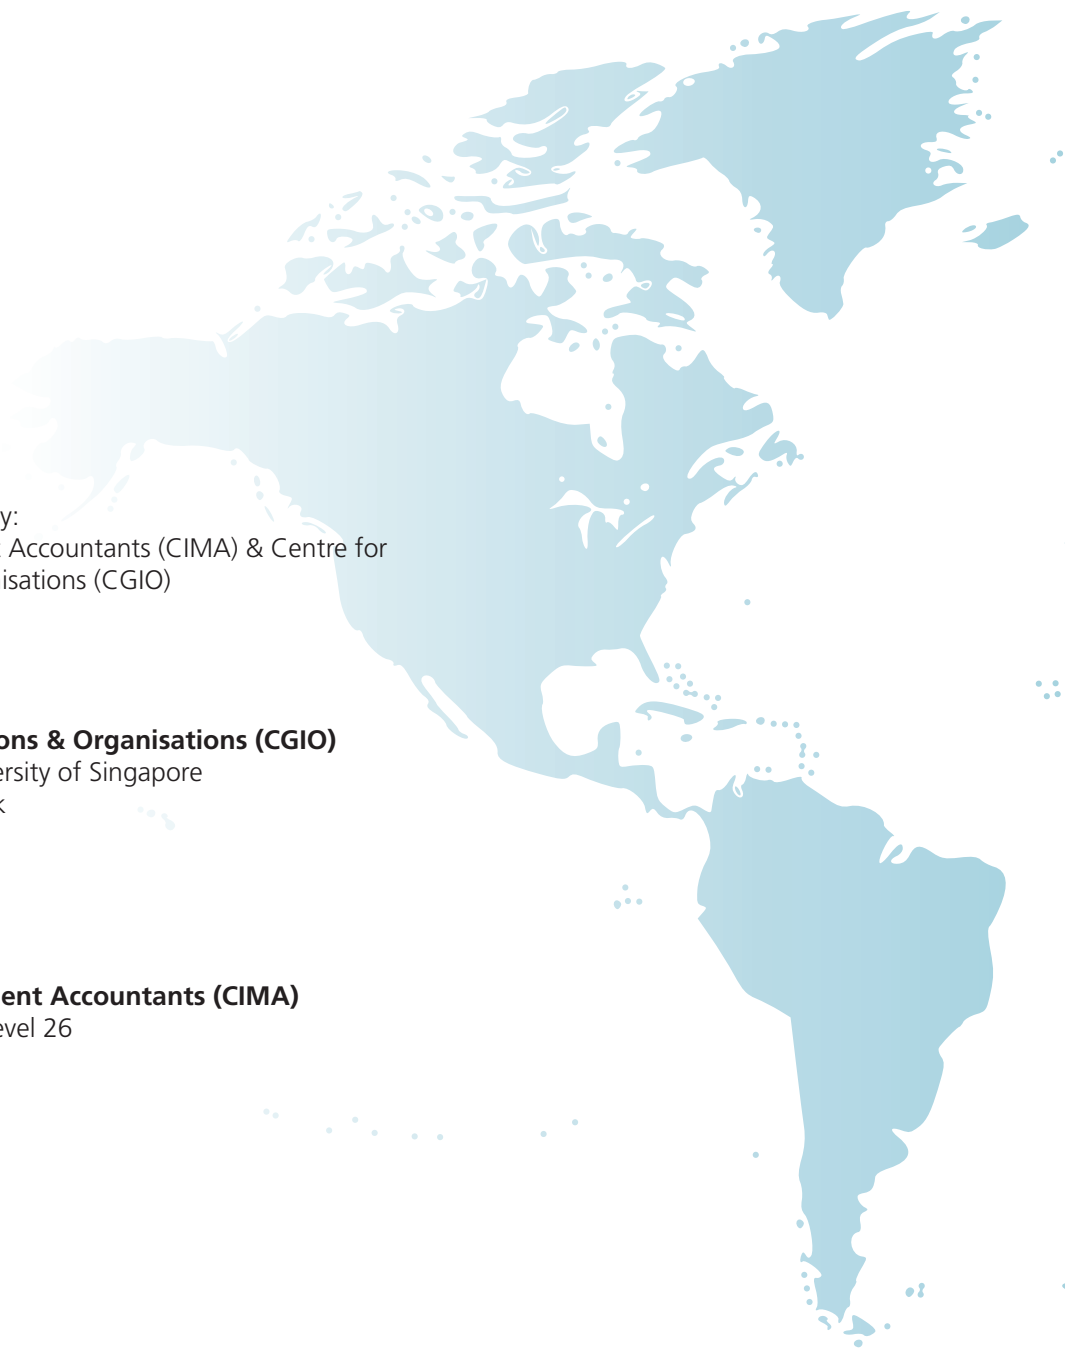 y:
Accountants (CIMA) & Centre for
isations (CGIO)
ons & Organisations (CGIO)
ersity of Singapore
k
ent Accountants (CIMA)
evel 26